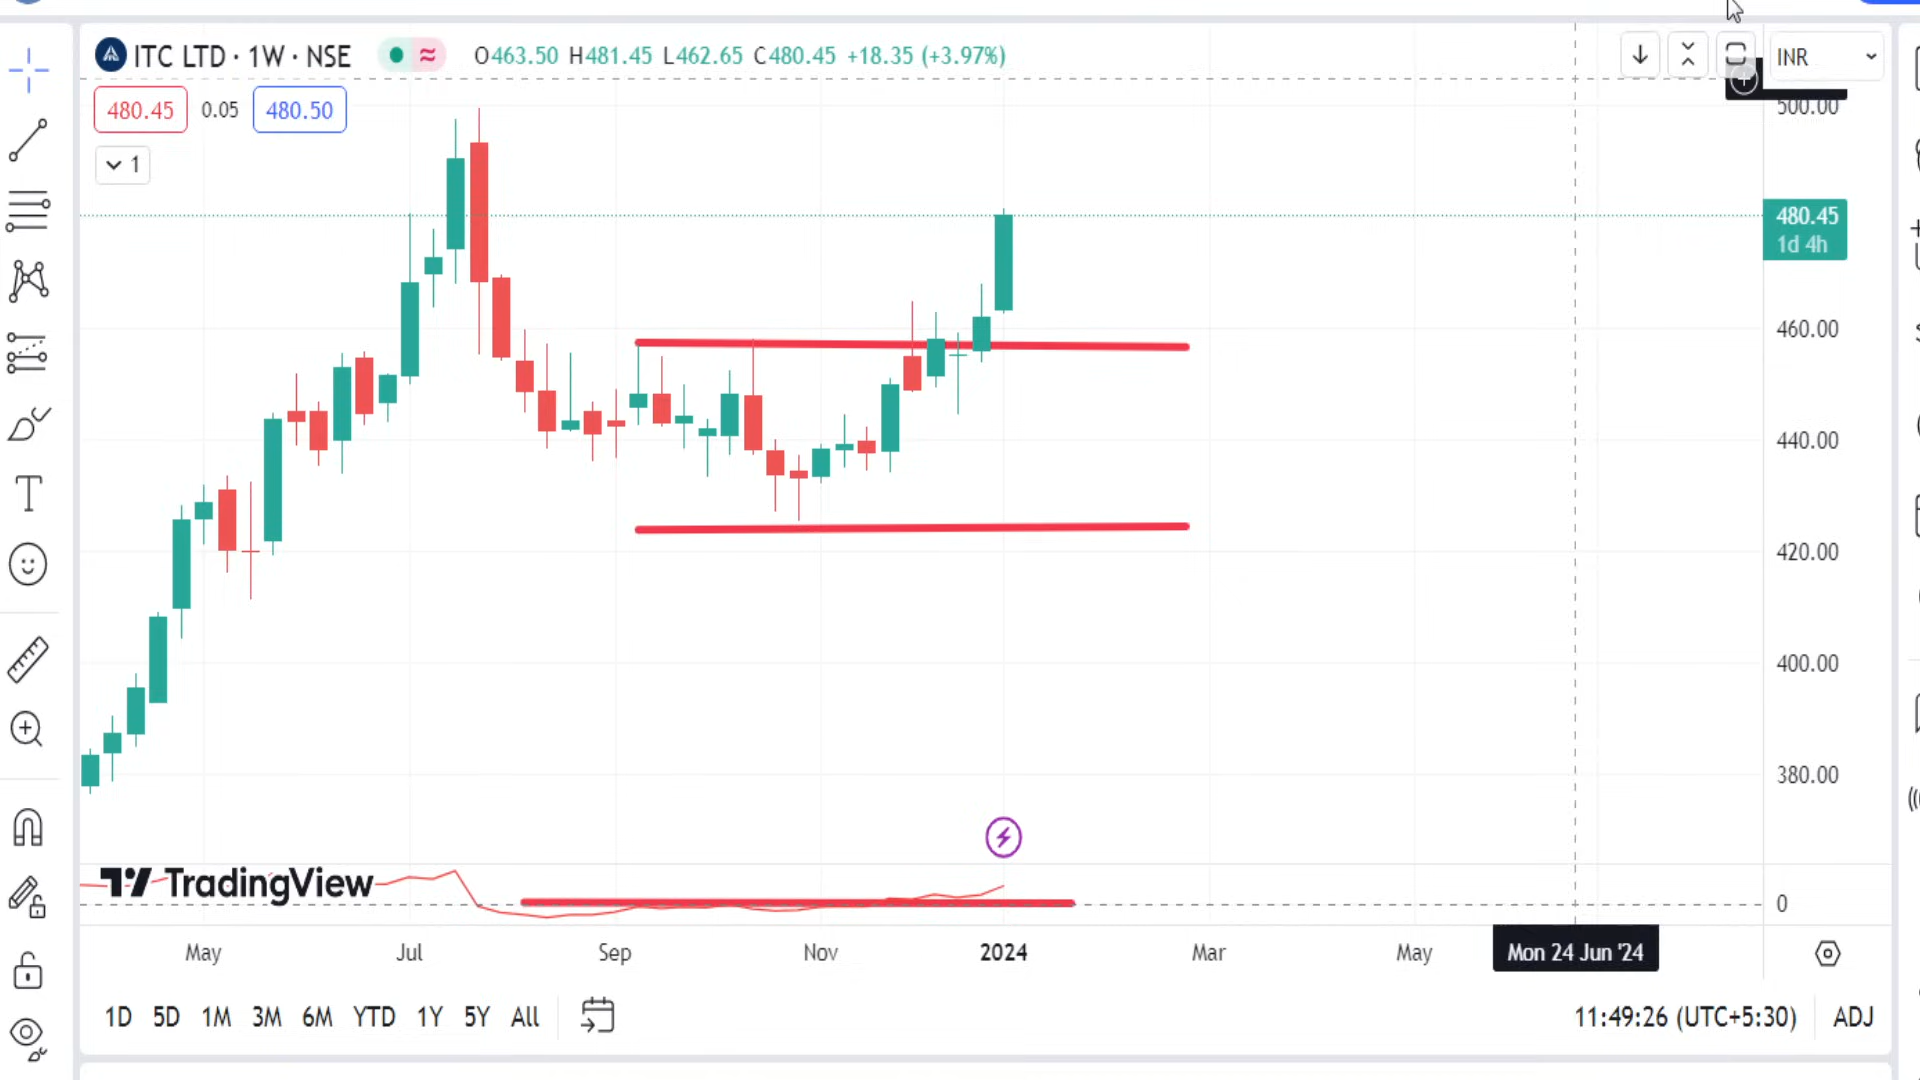 ITC LTD · 1W · NSE O463.50 H481.45 L462.65 C480.45 +18.35 (+3.97%) INR
480.45 0.05 480.50
1
500.00
480.45
1d 4h
460.00
440.00
420.00
400.00
380.00
TradingView
0
May Jul Sep Nov 2024 Mar May Mon 24 Jun '24
1D 5D 1M 3M 6M YTD 1Y 5Y All 11:49:26 (UTC+5:30) ADJ